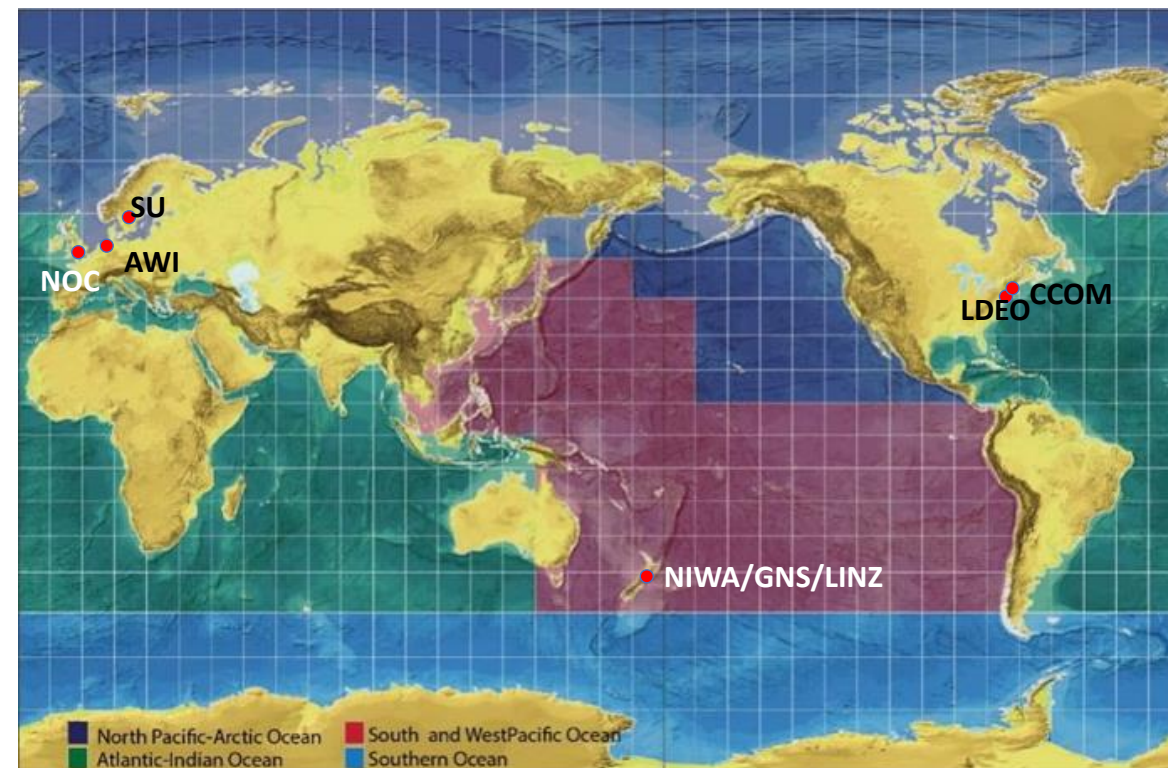 SU
AWI
NOC
CCOM
LDEO
NIWA/GNS/LINZ
North Pacific-Arctic Ocean
South and WestPacific Ocean
Atlantic-Indian Ocean
Southern Ocean